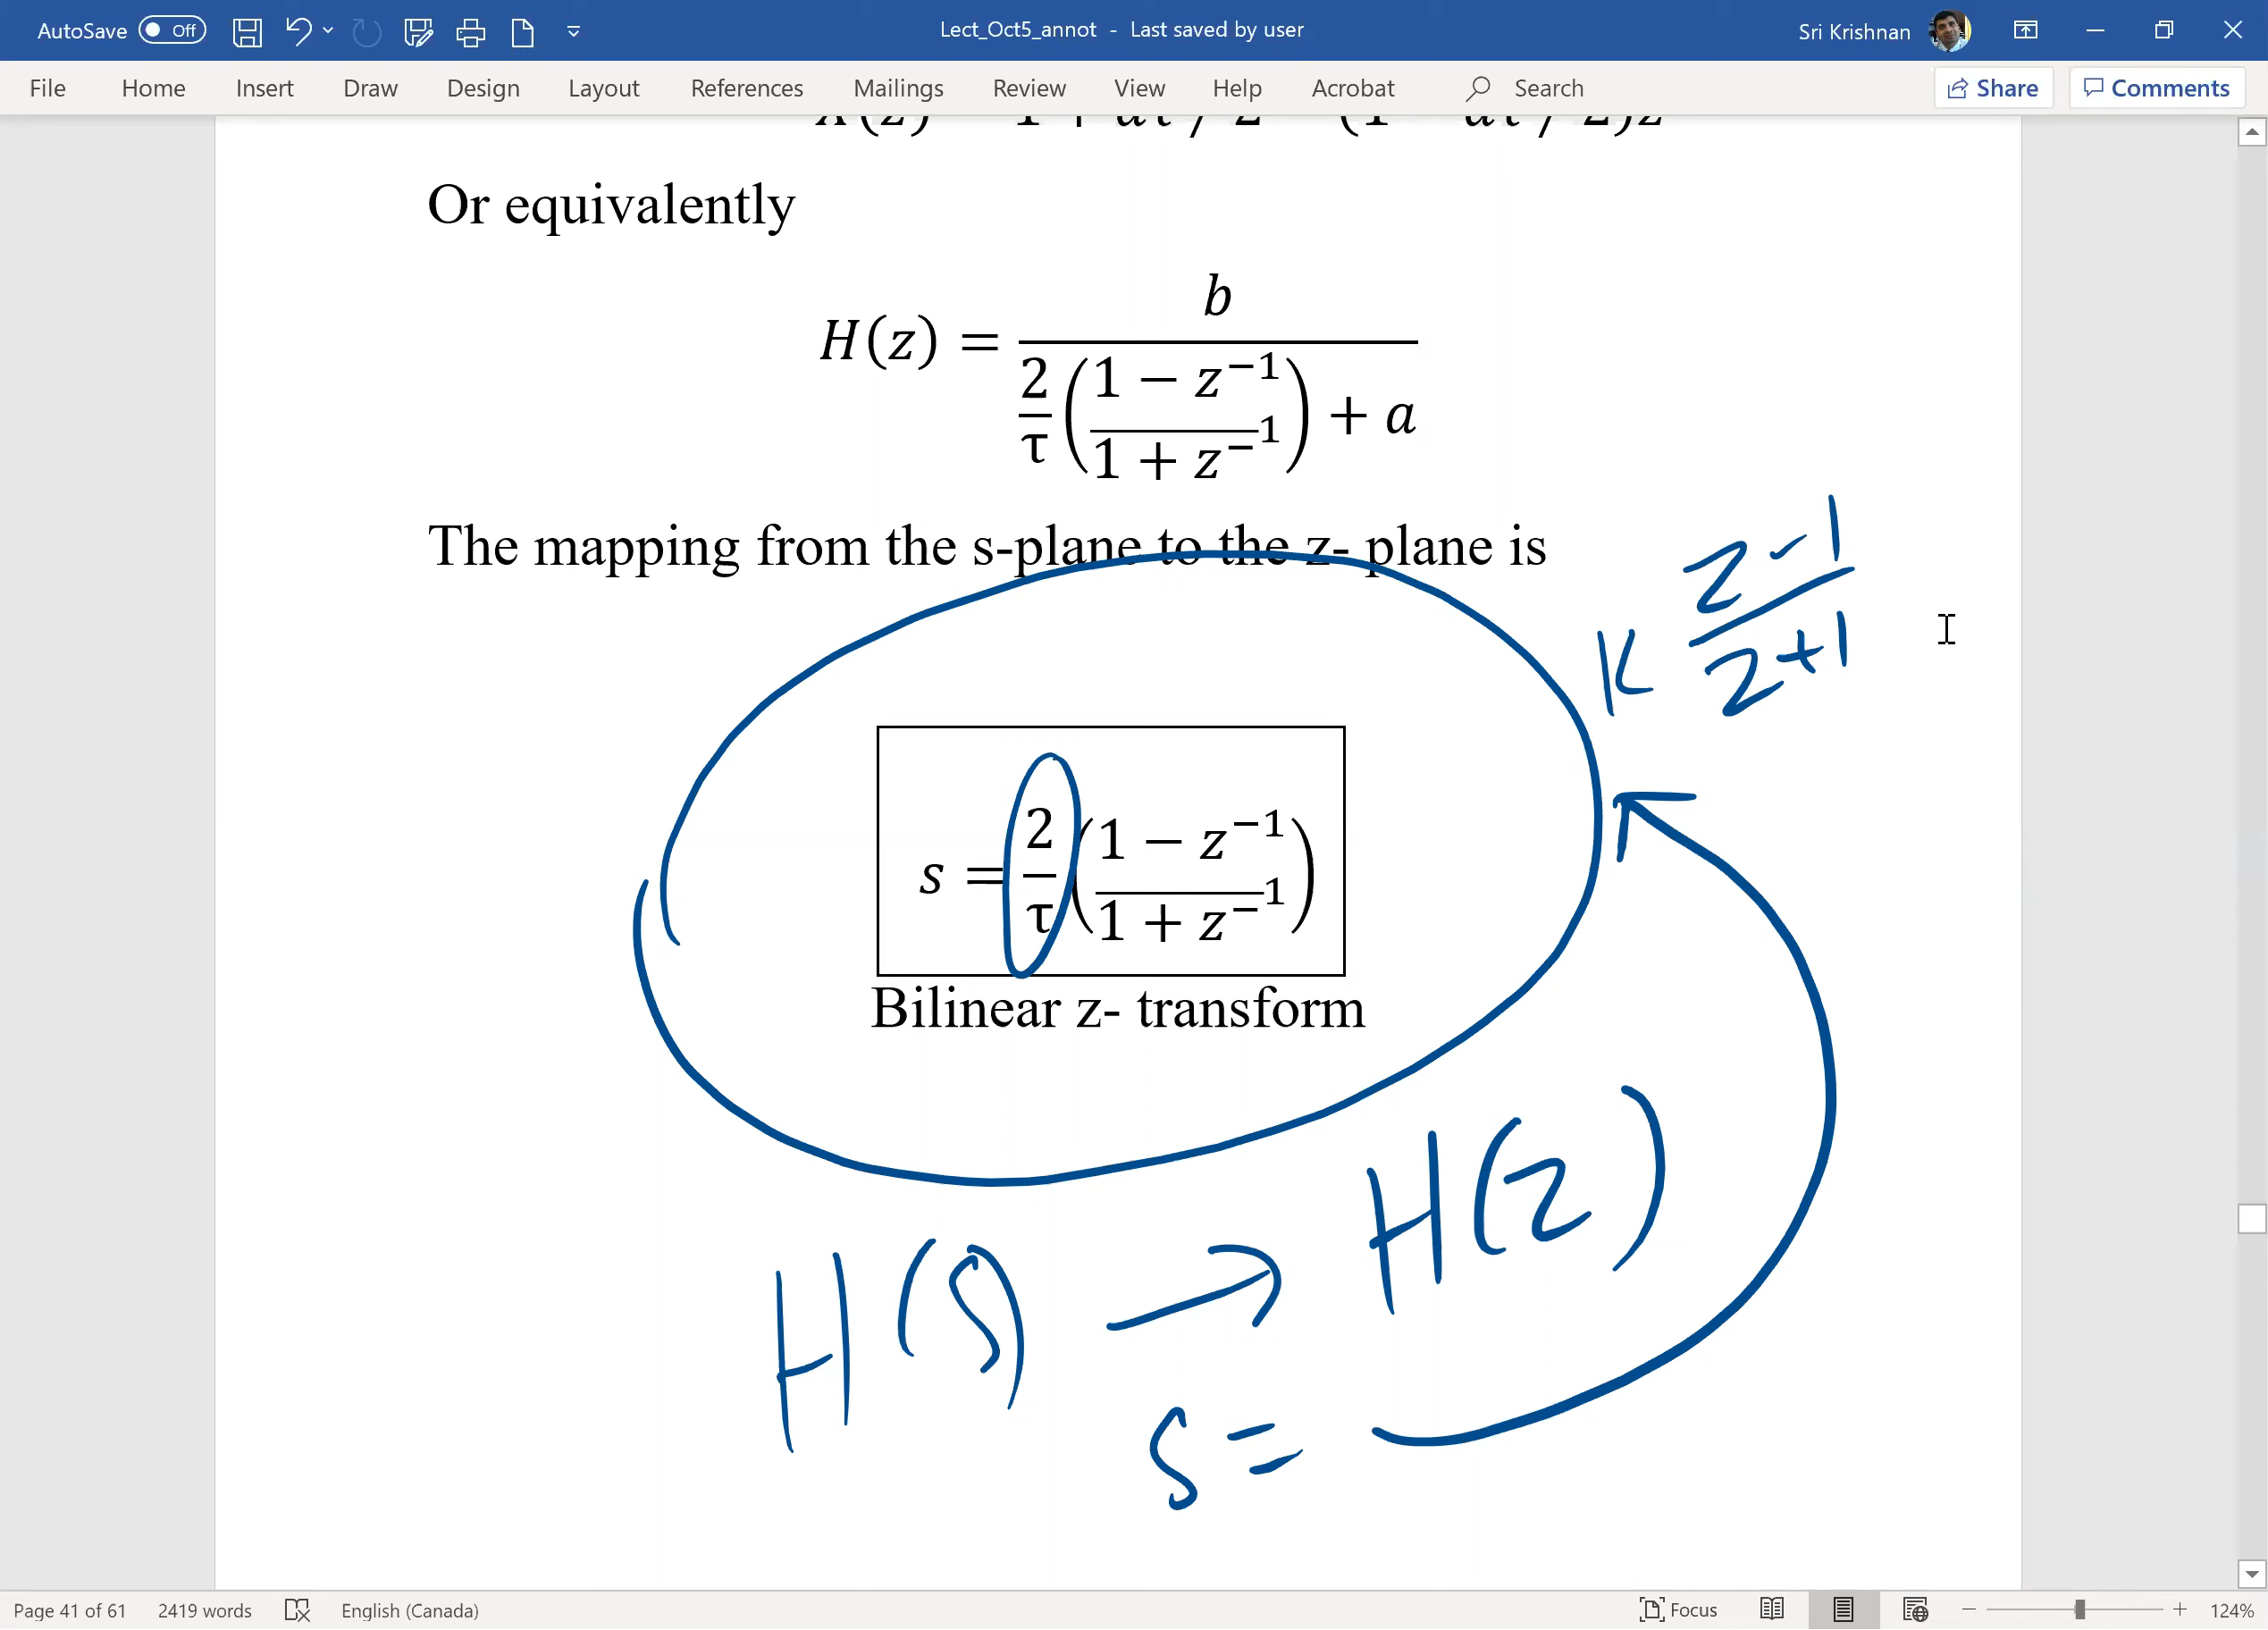 AutoSave Off Lect_Oct5_annot - Last saved by user Sri Krishnan
File Home Insert Draw Design Layout References Mailings Review View Help Acrobat Search Share Comments
Or equivalently
H(z) = b / (2/τ ((1 − z⁻¹)/(1 + z⁻¹)) + a)
The mapping from the s-plane to the z- plane is
K (z-1)/(z+1)
s = 2/τ ((1 − z⁻¹)/(1 + z⁻¹))
Bilinear z- transform
H(s) → H(z)
s =
Page 41 of 61 2419 words English (Canada) Focus 124%